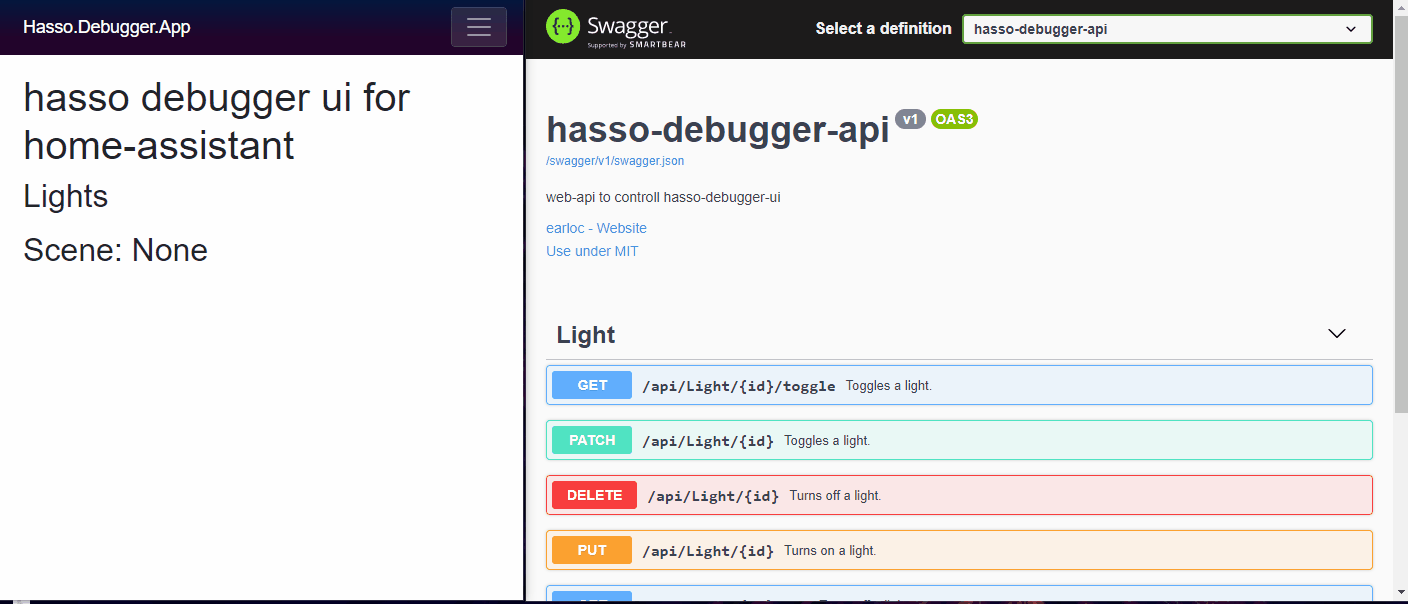 Hasso.Debugger.App
hasso debugger ui for
home-assistant
Lights
Scene: None
Swagger
Supported by SMARTBEAR
Select a definition
hasso-debugger-api
hasso-debugger-api v1 OAS3
/swagger/v1/swagger.json
web-api to controll hasso-debugger-ui
earloc - Website
Use under MIT
Light
GET /api/Light/{id}/toggle Toggles a light.
PATCH /api/Light/{id} Toggles a light.
DELETE /api/Light/{id} Turns off a light.
PUT /api/Light/{id} Turns on a light.